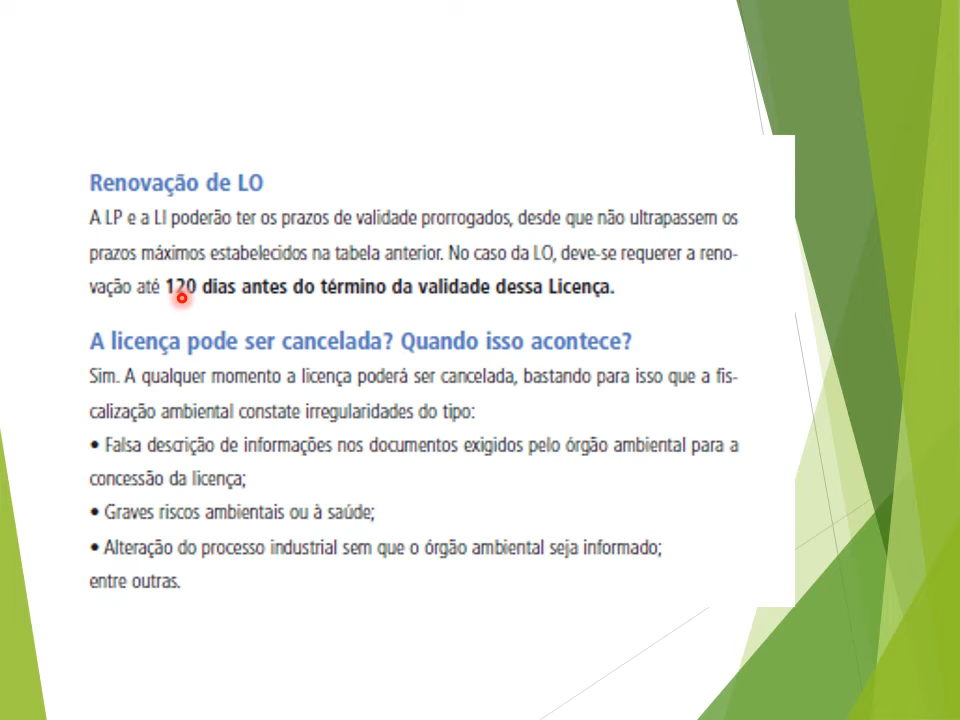 Renovação de LO
A LP e a LI poderão ter os prazos de validade prorrogados, desde que não ultrapassem os
prazos máximos estabelecidos na tabela anterior. No caso da LO, deve-se requerer a reno-
vação até 120 dias antes do término da validade dessa Licença.
A licença pode ser cancelada? Quando isso acontece?
Sim. A qualquer momento a licença poderá ser cancelada, bastando para isso que a fis-
calização ambiental constate irregularidades do tipo:
• Falsa descrição de informações nos documentos exigidos pelo órgão ambiental para a
concessão da licença;
• Graves riscos ambientais ou à saúde;
• Alteração do processo industrial sem que o órgão ambiental seja informado;
entre outras.